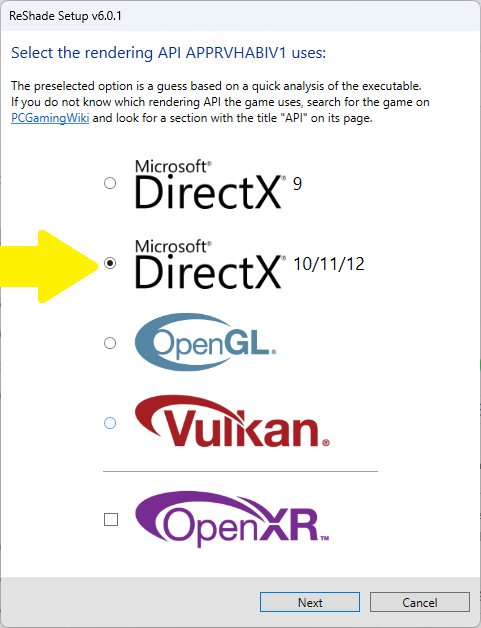 ReShade Setup v6.0.1
Select the rendering API APPRVHABIV1 uses:
The preselected option is a guess based on a quick analysis of the executable.
If you do not know which rendering API the game uses, search for the game on
PCGamingWiki and look for a section with the title "API" on its page.
Microsoft®
DirectX® 9
Microsoft®
DirectX® 10/11/12
OpenGL®
Vulkan®
OpenXR™
Next
Cancel